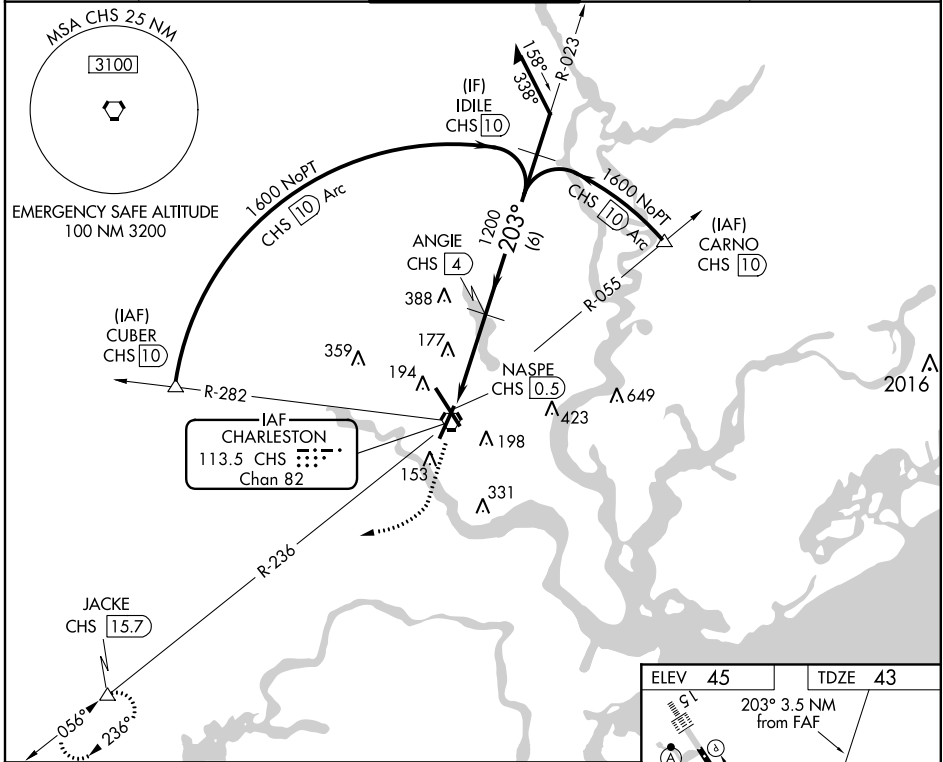 MSA CHS 25 NM
3100
EMERGENCY SAFE ALTITUDE
100 NM 3200
158°
338°
R-023
(IF)
IDILE
CHS 10
1600 NoPT
CHS 10 Arc
1600 NoPT
CHS 10 Arc
(IAF)
CARNO
CHS 10
1200
203°
(6)
ANGIE
CHS 4
R-055
388
(IAF)
CUBER
CHS 10
359
177
194
NASPE
CHS 0.5
649
2016
423
R-282
IAF
CHARLESTON
113.5 CHS
Chan 82
198
153
331
R-236
JACKE
CHS 15.7
056°
236°
ELEV 45
TDZE 43
15
203° 3.5 NM
from FAF
A
P